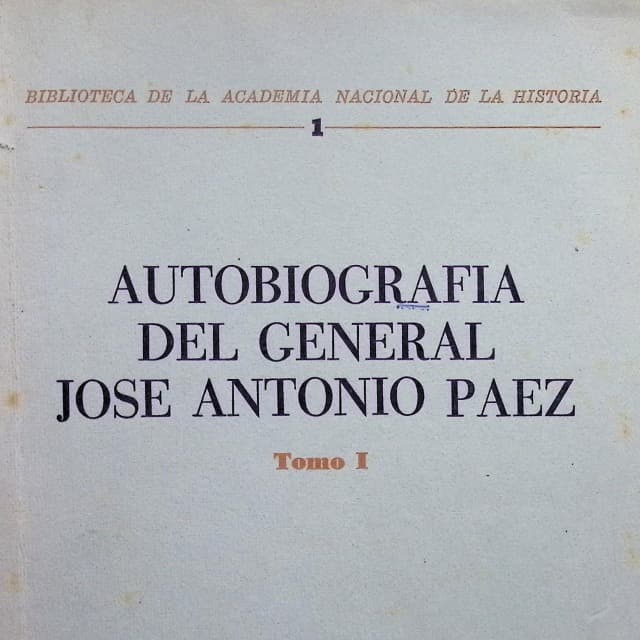 BIBLIOTECA DE LA ACADEMIA NACIONAL DE LA HISTORIA
1
AUTOBIOGRAFIA
DEL GENERAL
JOSE ANTONIO PAEZ
Tomo I